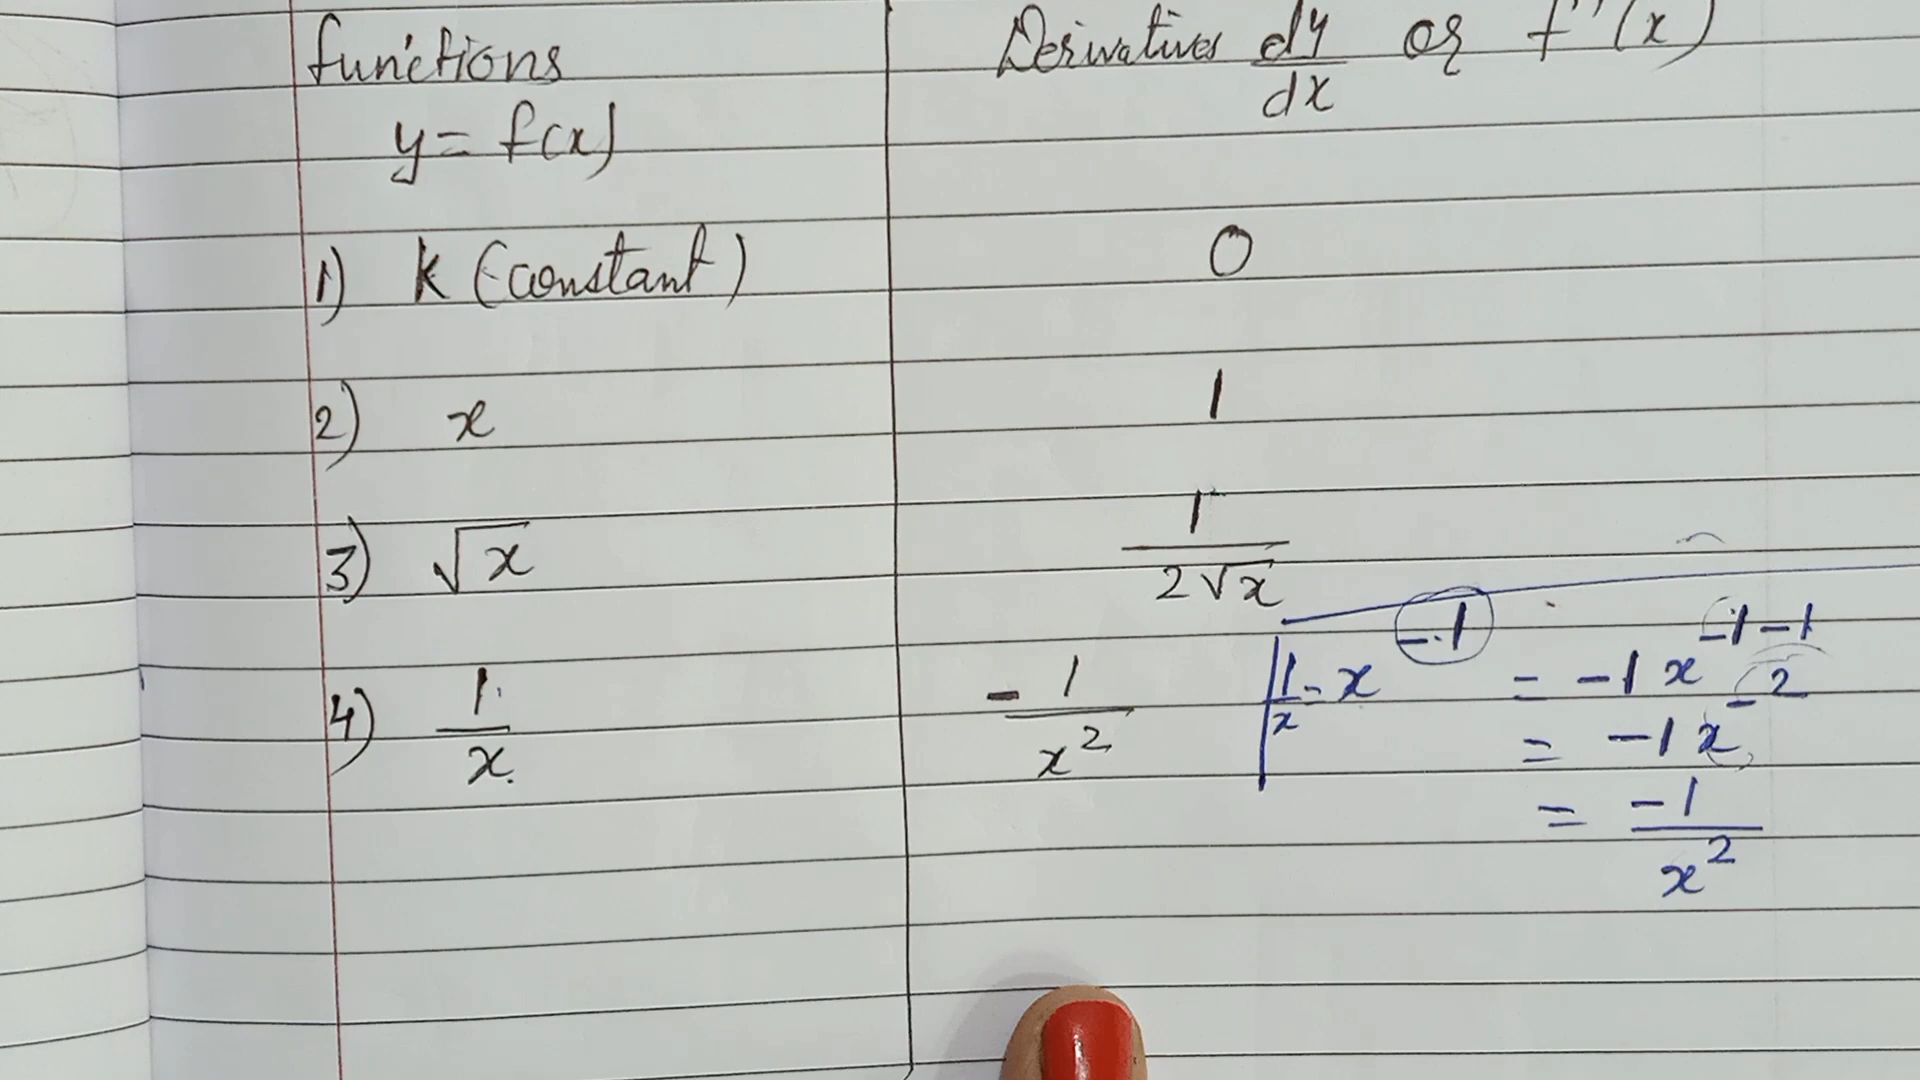 functions Derivatives dy/dx or f'(x)
y = f(x)
1) k (constant) 0
2) x 1
3) √x 1/(2√x)
4) 1/x -1/x² | 1/x = x^-1 = -1 x^-1-1
= -1 x^-2
= -1/x²